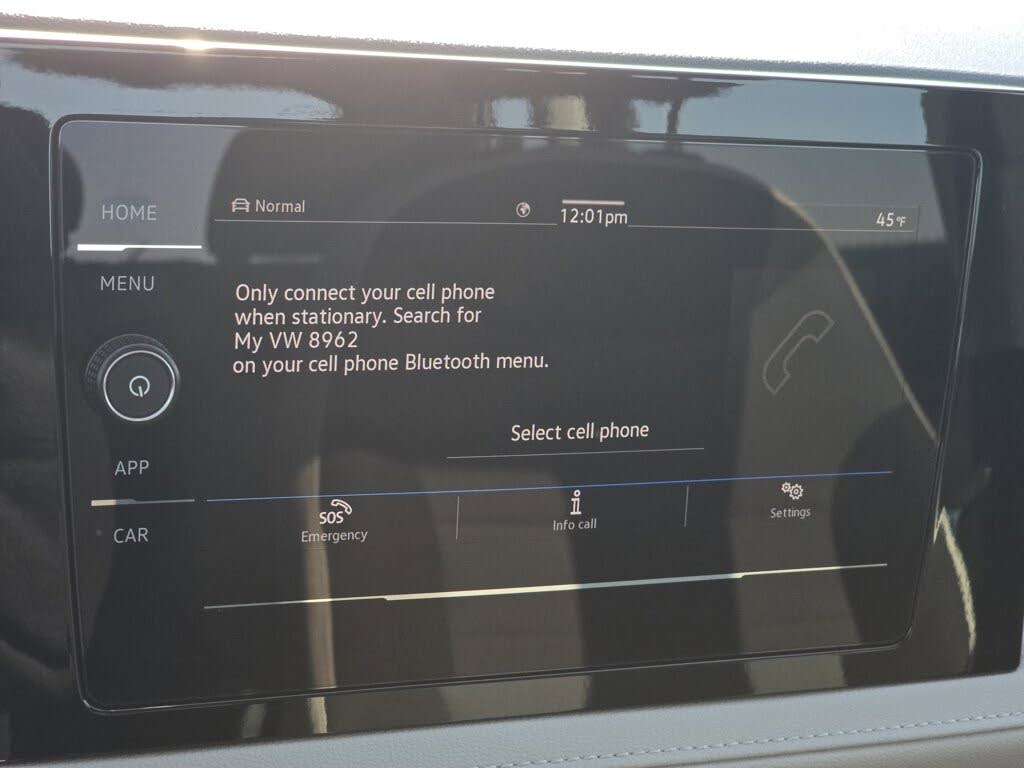 HOME
Normal
12:01pm
45°F
MENU
Only connect your cell phone
when stationary. Search for
My VW 8962
on your cell phone Bluetooth menu.
Select cell phone
APP
CAR
SOS
Emergency
i
Info call
Settings